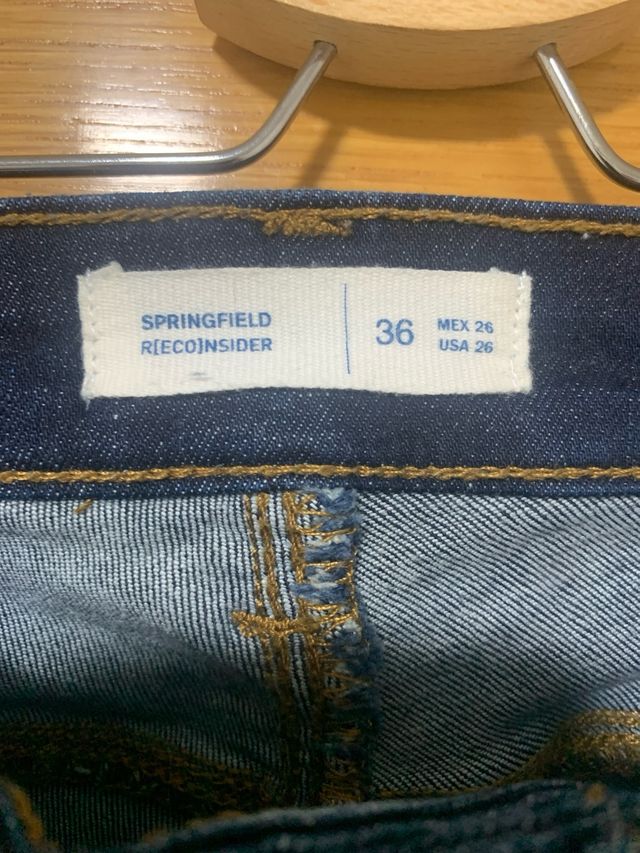 SPRINGFIELD
R[ECO]NSIDER
36
MEX 26
USA 26